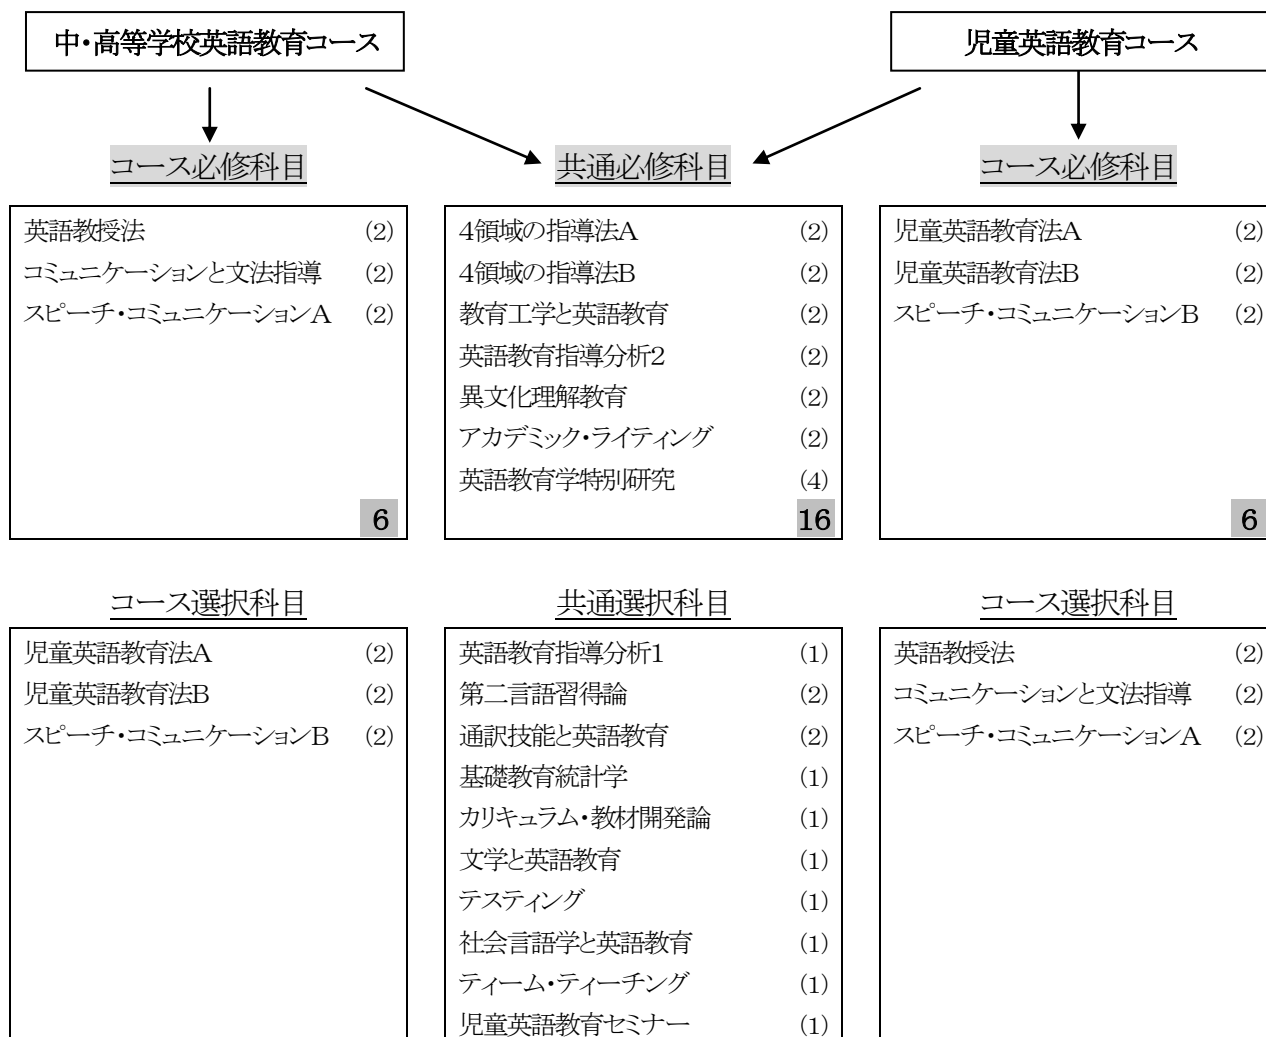 中・高等学校英語教育コース
児童英語教育コース
コース必修科目
共通必修科目
コース必修科目
英語教授法 (2)
コミュニケーションと文法指導 (2)
スピーチ・コミュニケーションA (2)
6
4領域の指導法A (2)
4領域の指導法B (2)
教育工学と英語教育 (2)
英語教育指導分析2 (2)
異文化理解教育 (2)
アカデミック・ライティング (2)
英語教育学特別研究 (4)
16
児童英語教育法A (2)
児童英語教育法B (2)
スピーチ・コミュニケーションB (2)
6
コース選択科目
共通選択科目
コース選択科目
児童英語教育法A (2)
児童英語教育法B (2)
スピーチ・コミュニケーションB (2)
英語教育指導分析1 (1)
第二言語習得論 (2)
通訳技能と英語教育 (2)
基礎教育統計学 (1)
カリキュラム・教材開発論 (1)
文学と英語教育 (1)
テスティング (1)
社会言語学と英語教育 (1)
ティーム・ティーチング (1)
児童英語教育セミナー (1)
英語教授法 (2)
コミュニケーションと文法指導 (2)
スピーチ・コミュニケーションA (2)